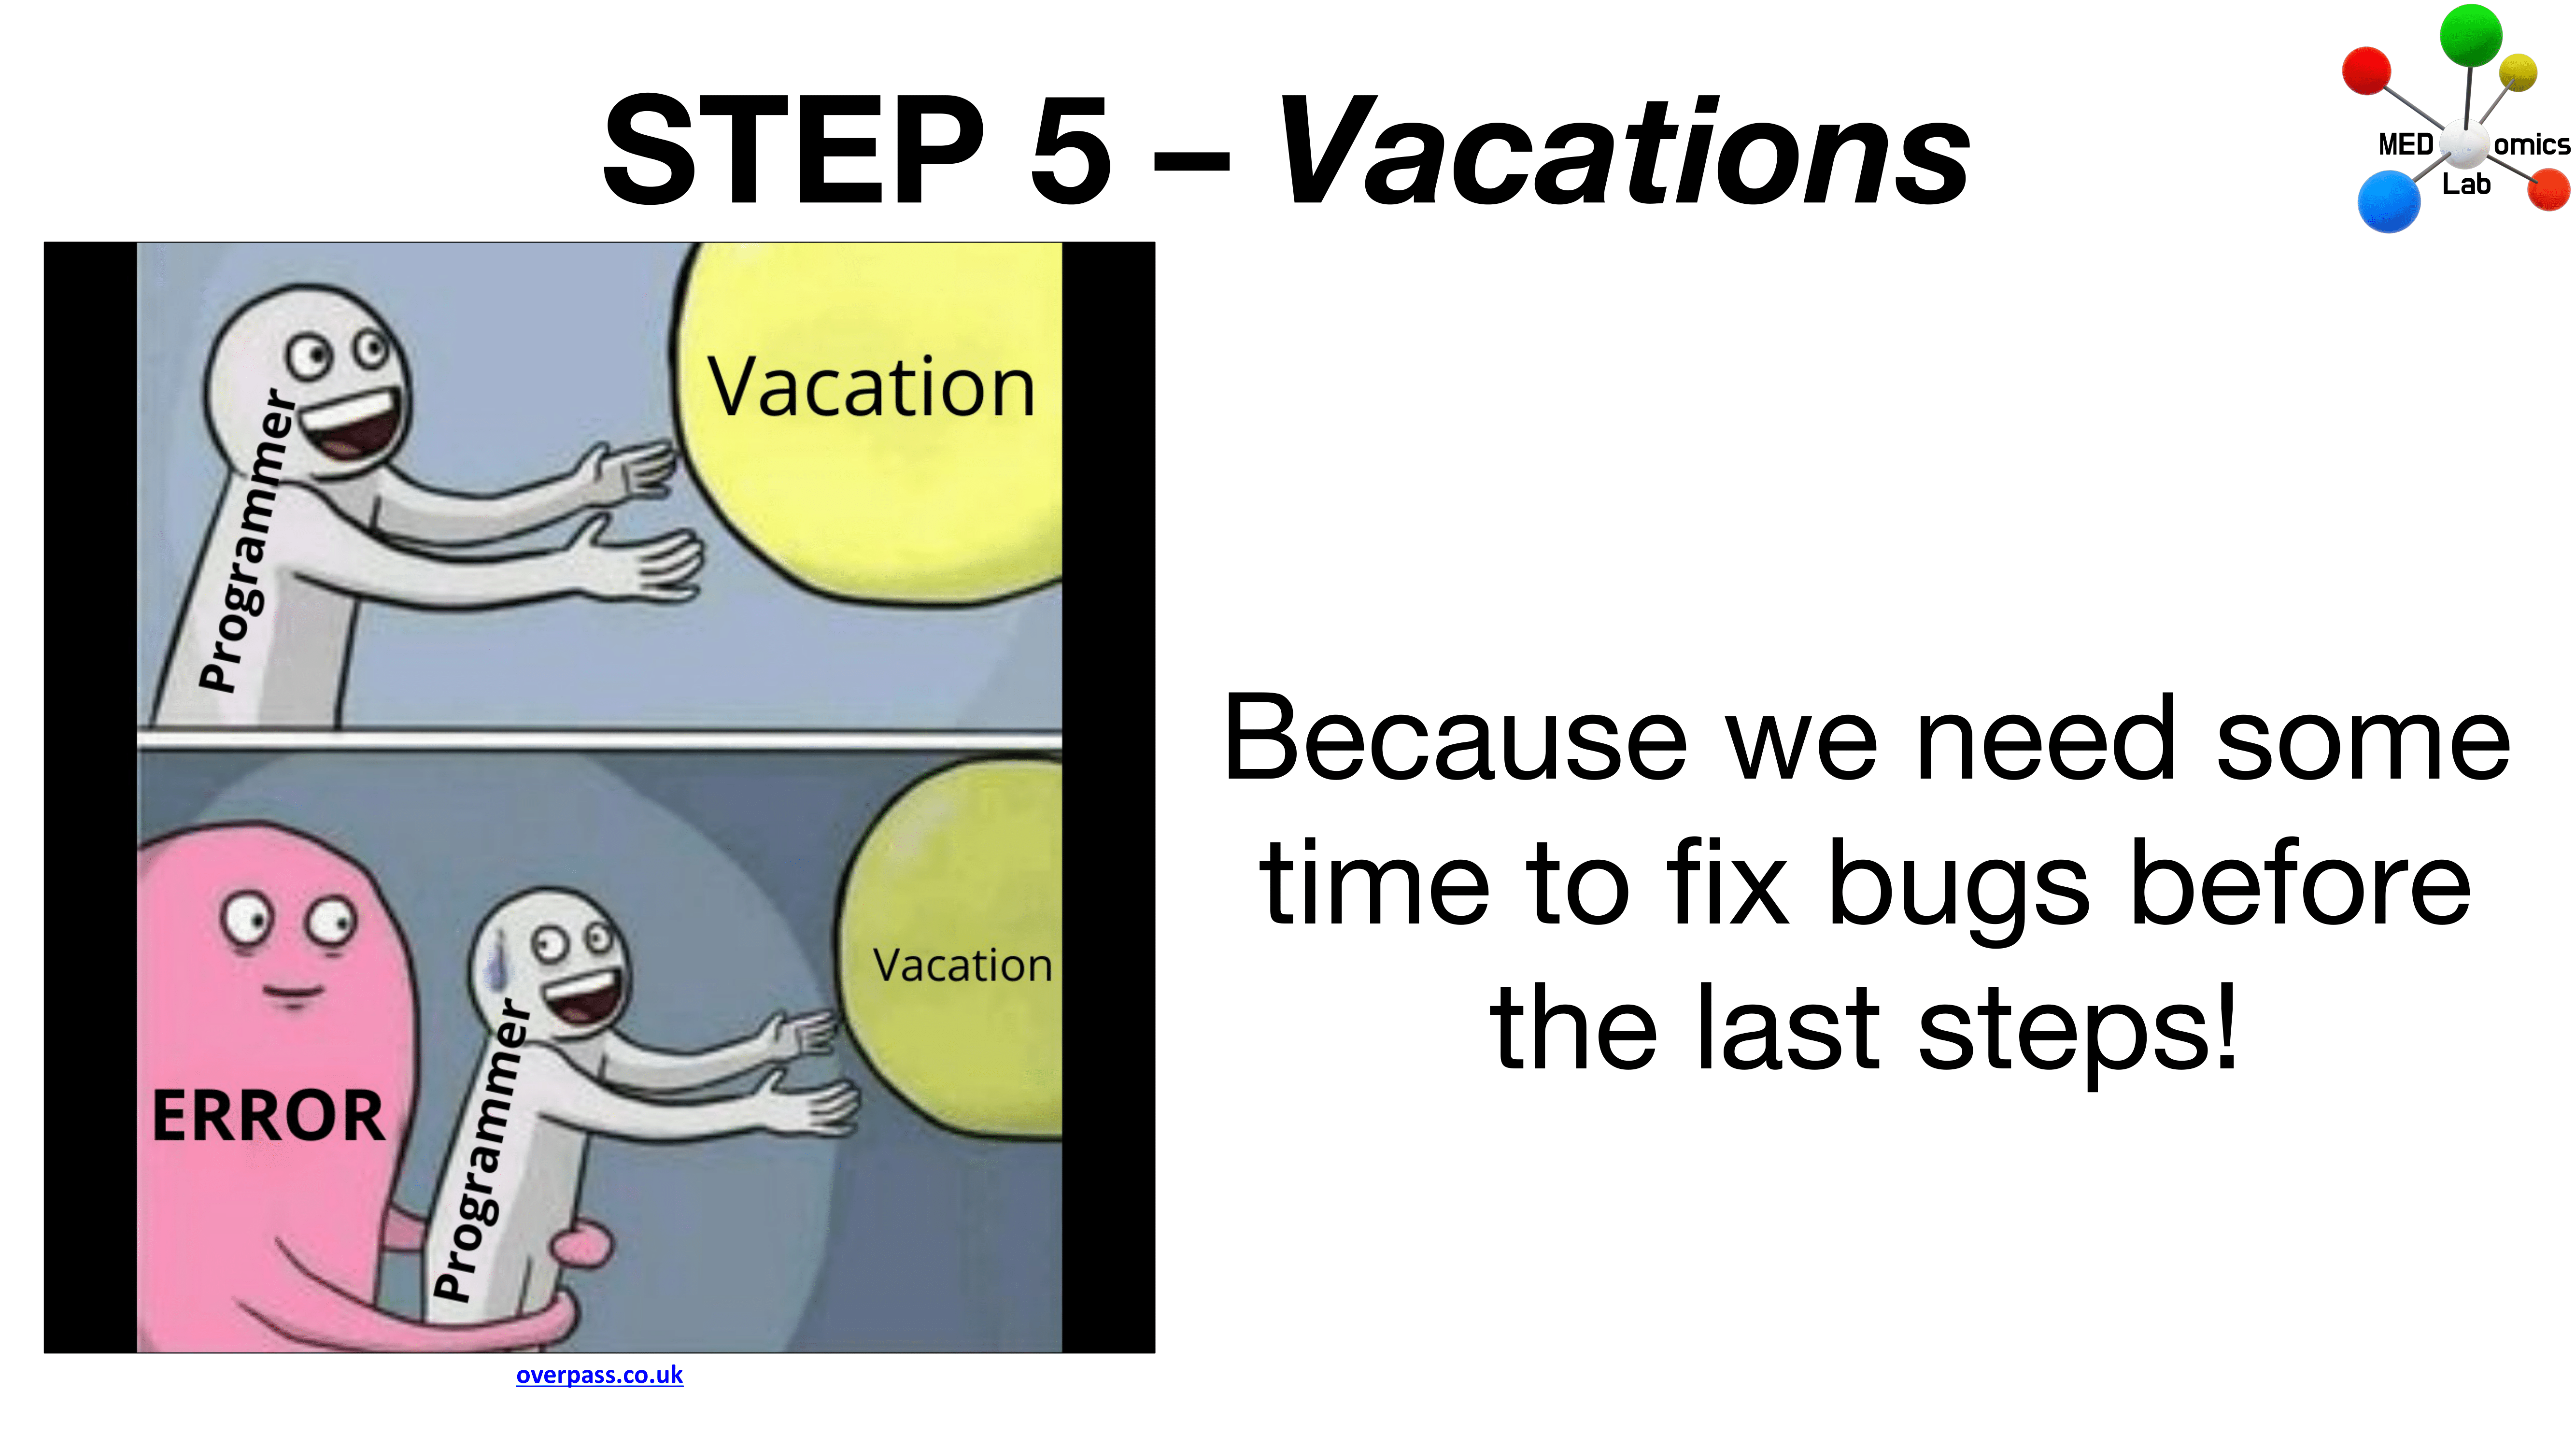 STEP 5 – Vacations
MED omics
Lab
Vacation
Programmer
Vacation
ERROR
Programmer
overpass.co.uk
Because we need some
time to fix bugs before
the last steps!